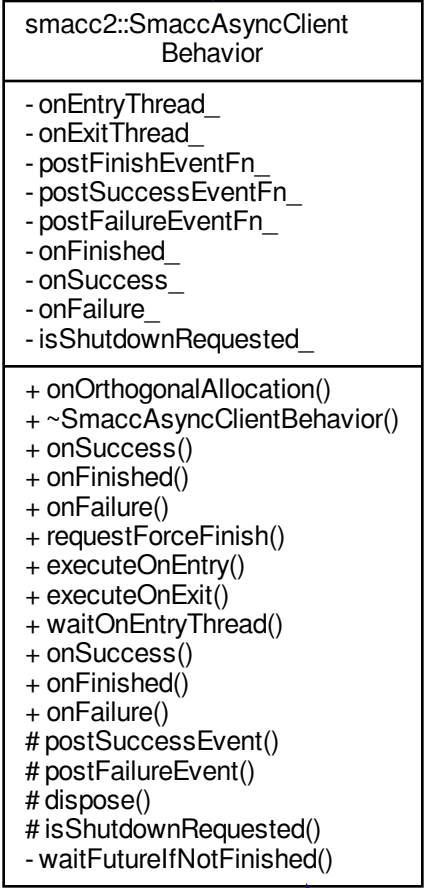 smacc2::SmaccAsyncClient
Behavior
- onEntryThread_
- onExitThread_
- postFinishEventFn_
- postSuccessEventFn_
- postFailureEventFn_
- onFinished_
- onSuccess_
- onFailure_
- isShutdownRequested_
+ onOrthogonalAllocation()
+ ~SmaccAsyncClientBehavior()
+ onSuccess()
+ onFinished()
+ onFailure()
+ requestForceFinish()
+ executeOnEntry()
+ executeOnExit()
+ waitOnEntryThread()
+ onSuccess()
+ onFinished()
+ onFailure()
# postSuccessEvent()
# postFailureEvent()
# dispose()
# isShutdownRequested()
- waitFutureIfNotFinished()